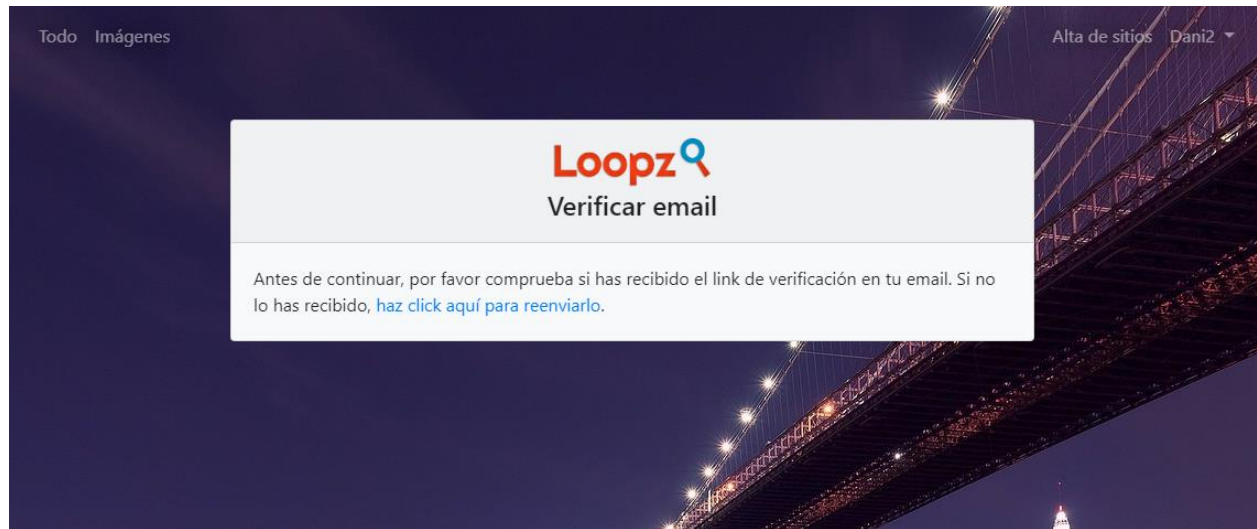 Todo Imágenes Alta de sitios Dani2
Loopz
Verificar email
Antes de continuar, por favor comprueba si has recibido el link de verificación en tu email. Si no
lo has recibido, haz click aquí para reenviarlo.